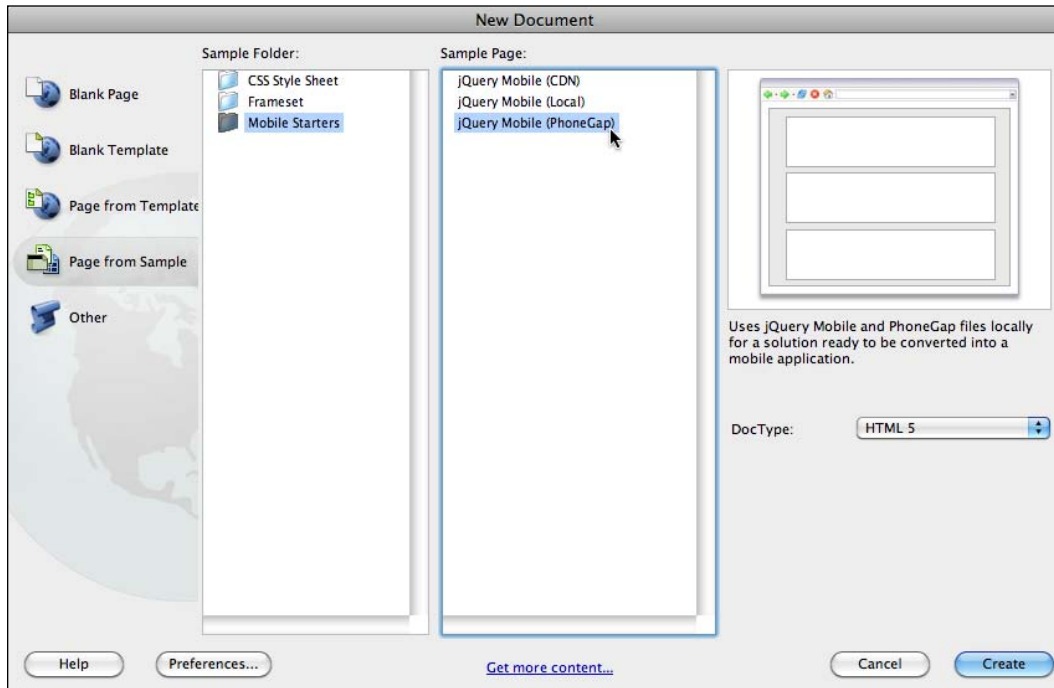 New Document
Blank Page
Blank Template
Page from Template
Page from Sample
Other
Sample Folder:
CSS Style Sheet
Frameset
Mobile Starters
Sample Page:
jQuery Mobile (CDN)
jQuery Mobile (Local)
jQuery Mobile (PhoneGap)
Uses jQuery Mobile and PhoneGap files locally
for a solution ready to be converted into a
mobile application.
DocType:
HTML 5
Help
Preferences...
Get more content...
Cancel
Create